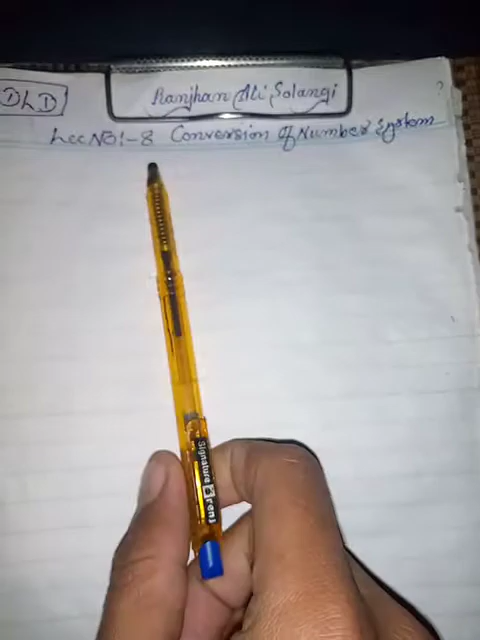 DLD
Ranjhan Ali Solangi
?
Lec No:-8 Conversion of Number System
Signature